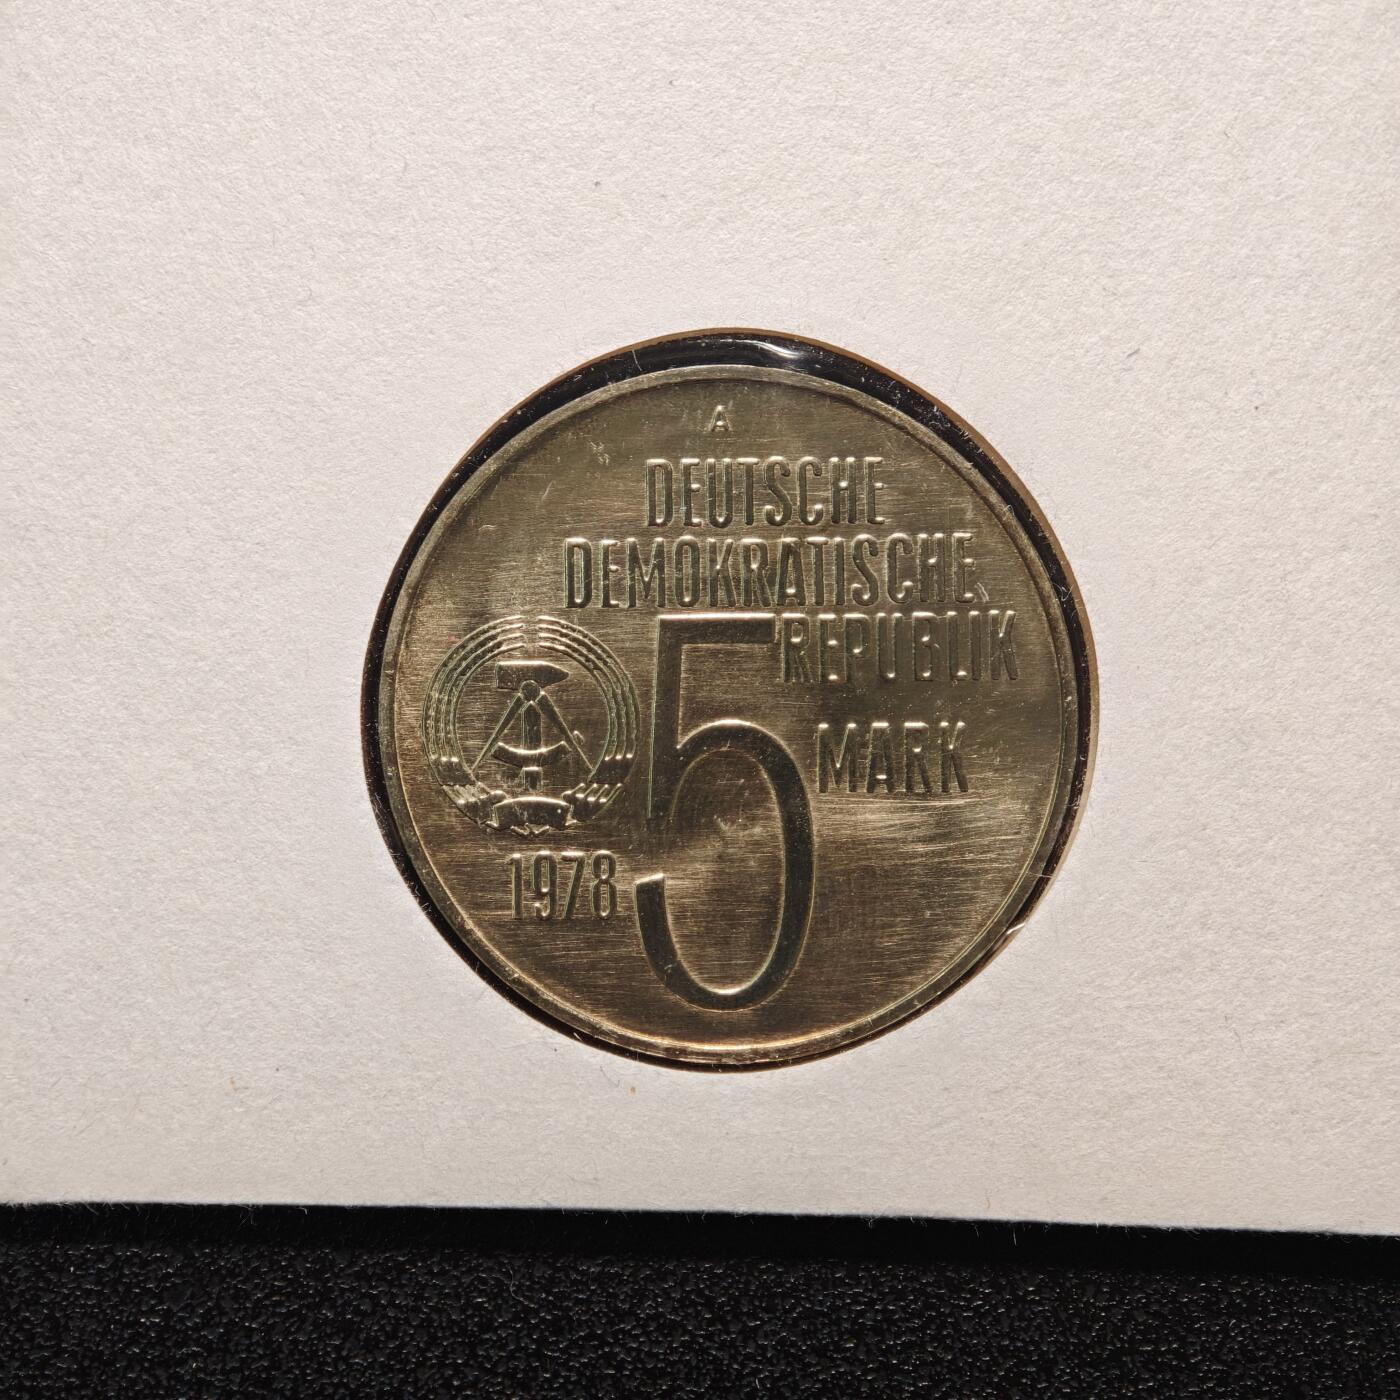 A
DEUTSCHE
DEMOKRATISCHE
REPUBLIK
5 MARK
1978